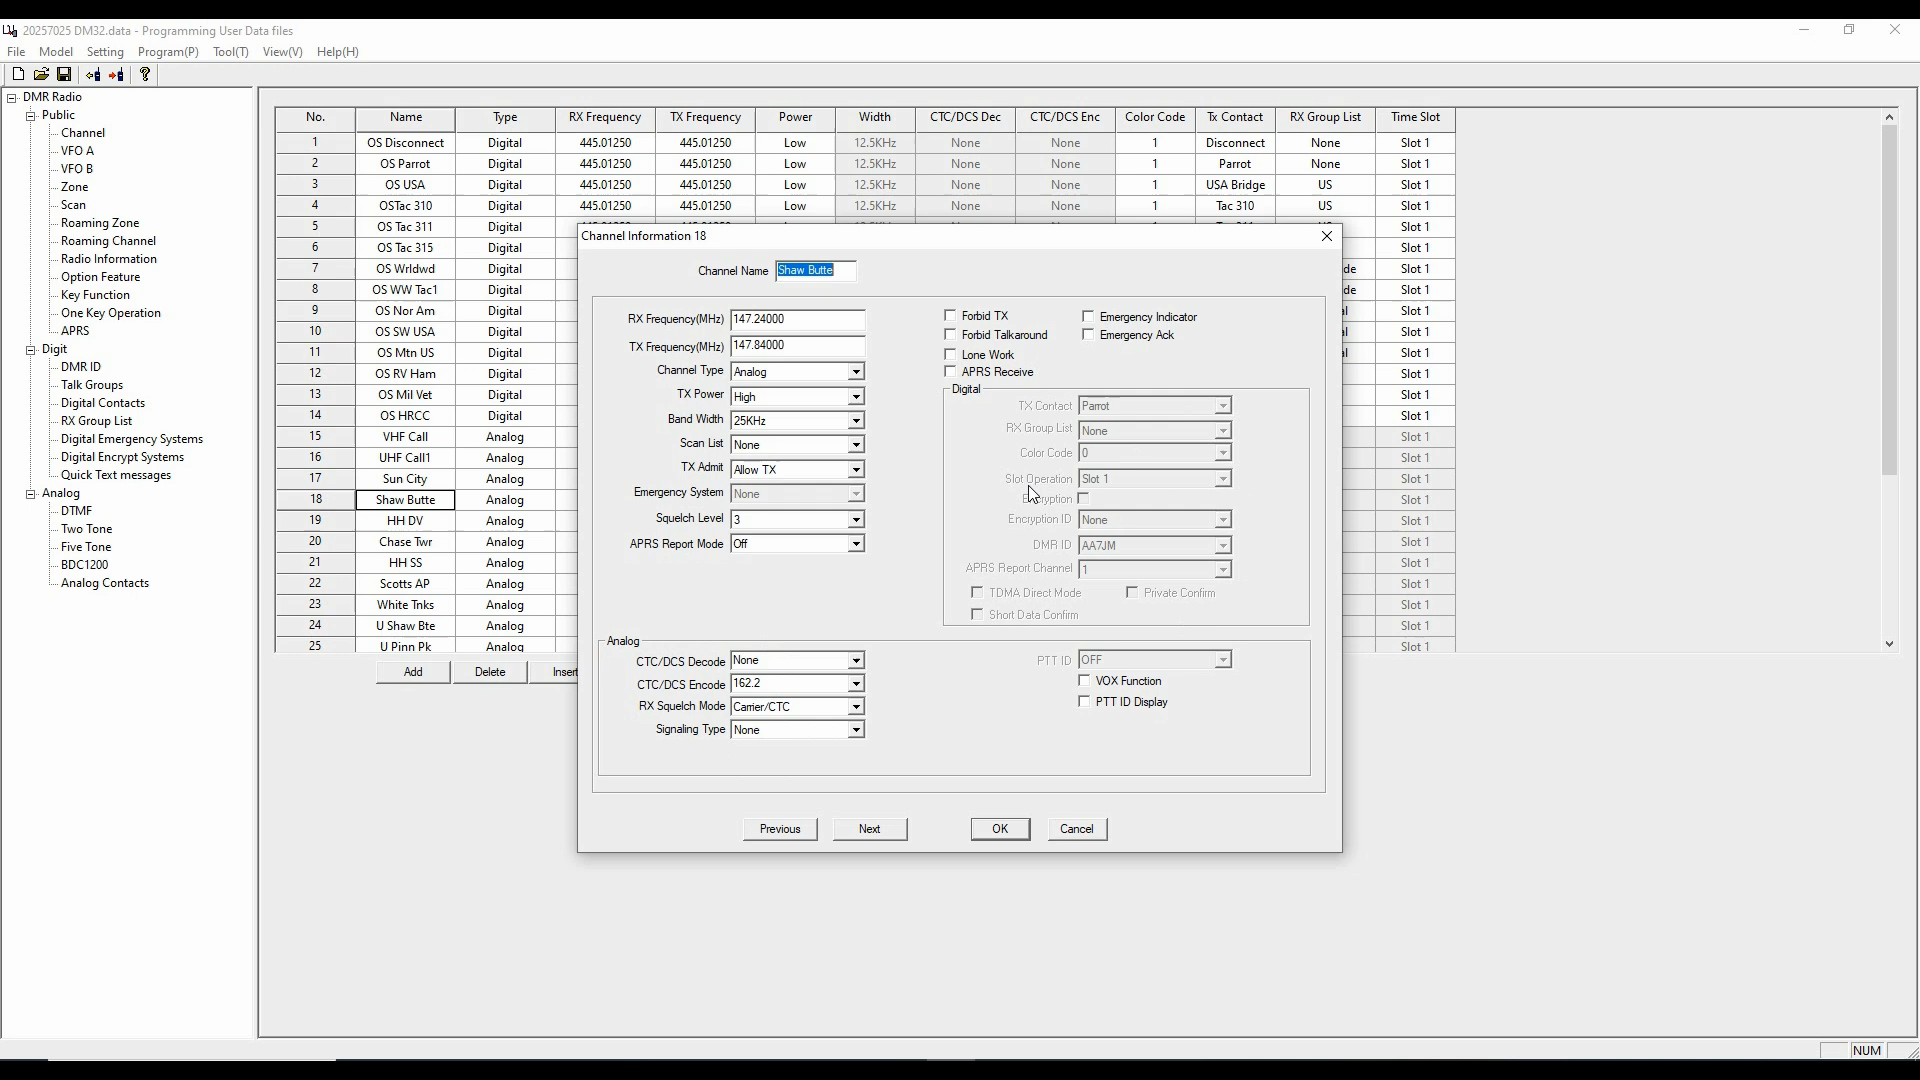 20257025 DM32.data - Programming User Data files
File Model Setting Program(P) Tool(T) View(V) Help(H)
DMR Radio
Public
Channel
VFO A
VFO B
Zone
Scan
Roaming Zone
Roaming Channel
Radio Information
Option Feature
Key Function
One Key Operation
APRS
Digit
DMR ID
Talk Groups
Digital Contacts
RX Group List
Digital Emergency Systems
Digital Encrypt Systems
Quick Text messages
Analog
DTMF
Two Tone
Five Tone
BDC1200
Analog Contacts
No. Name Type RX Frequency TX Frequency Power Width CTC/DCS Dec CTC/DCS Enc Color Code Tx Contact RX Group List Time Slot
1 OS Disconnect Digital 445.01250 445.01250 Low 12.5KHz None None 1 Disconnect None Slot 1
2 OS Parrot Digital 445.01250 445.01250 Low 12.5KHz None None 1 Parrot None Slot 1
3 OS USA Digital 445.01250 445.01250 Low 12.5KHz None None 1 USA Bridge US Slot 1
4 OSTac 310 Digital 445.01250 445.01250 Low 12.5KHz None None 1 Tac 310 US Slot 1
5 OS Tac 311 Digital Slot 1
6 OS Tac 315 Digital Slot 1
7 OS Wrldwd Digital de Slot 1
8 OS WW Tac1 Digital de Slot 1
9 OS Nor Am Digital al Slot 1
10 OS SW USA Digital al Slot 1
11 OS Mtn US Digital al Slot 1
12 OS RV Ham Digital Slot 1
13 OS Mil Vet Digital Slot 1
14 OS HRCC Digital Slot 1
15 VHF Call Analog Slot 1
16 UHF Call1 Analog Slot 1
17 Sun City Analog Slot 1
18 Shaw Butte Analog Slot 1
19 HH DV Analog Slot 1
20 Chase Twr Analog Slot 1
21 HH SS Analog Slot 1
22 Scotts AP Analog Slot 1
23 White Tnks Analog Slot 1
24 U Shaw Bte Analog Slot 1
25 U Pinn Pk Analog Slot 1
Add Delete Insert
Channel Information 18
Channel Name Shaw Butte
RX Frequency(MHz) 147.24000
TX Frequency(MHz) 147.84000
Channel Type Analog
TX Power High
Band Width 25KHz
Scan List None
TX Admit Allow TX
Emergency System None
Squelch Level 3
APRS Report Mode Off
Forbid TX Emergency Indicator
Forbid Talkaround Emergency Ack
Lone Work
APRS Receive
Digital
TX Contact Parrot
RX Group List None
Color Code 0
Slot Operation Slot 1
Encryption
Encryption ID None
DMR ID AA7JM
APRS Report Channel 1
TDMA Direct Mode Private Confirm
Short Data Confirm
Analog
CTC/DCS Decode None
CTC/DCS Encode 162.2
RX Squelch Mode Carrier/CTC
Signaling Type None
PTT ID OFF
VOX Function
PTT ID Display
Previous Next OK Cancel
NUM